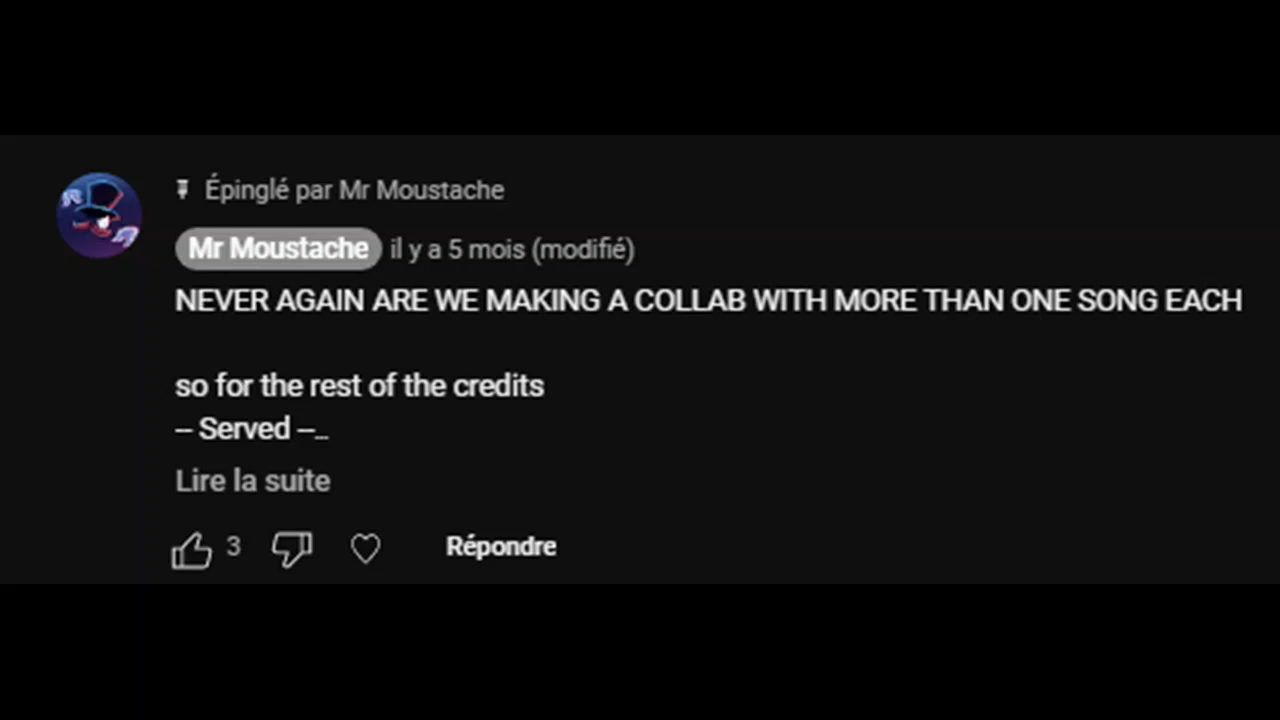 Épinglé par Mr Moustache
Mr Moustache il y a 5 mois (modifié)
NEVER AGAIN ARE WE MAKING A COLLAB WITH MORE THAN ONE SONG EACH
so for the rest of the credits
-- Served --...
Lire la suite
3 Répondre